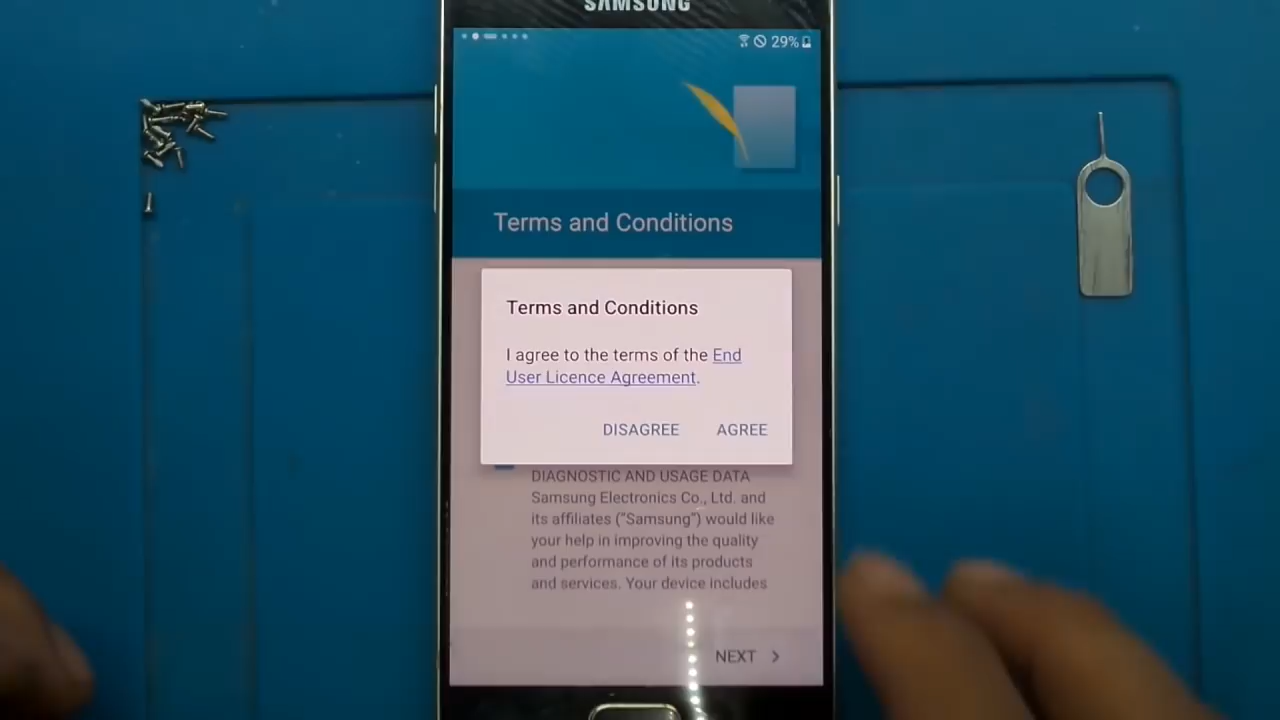 SAMSUNG
29%
Terms and Conditions
Terms and Conditions
I agree to the terms of the End
User Licence Agreement.
DISAGREE AGREE
DIAGNOSTIC AND USAGE DATA
Samsung Electronics Co., Ltd. and
its affiliates ("Samsung") would like
your help in improving the quality
and performance of its products
and services. Your device includes
NEXT >